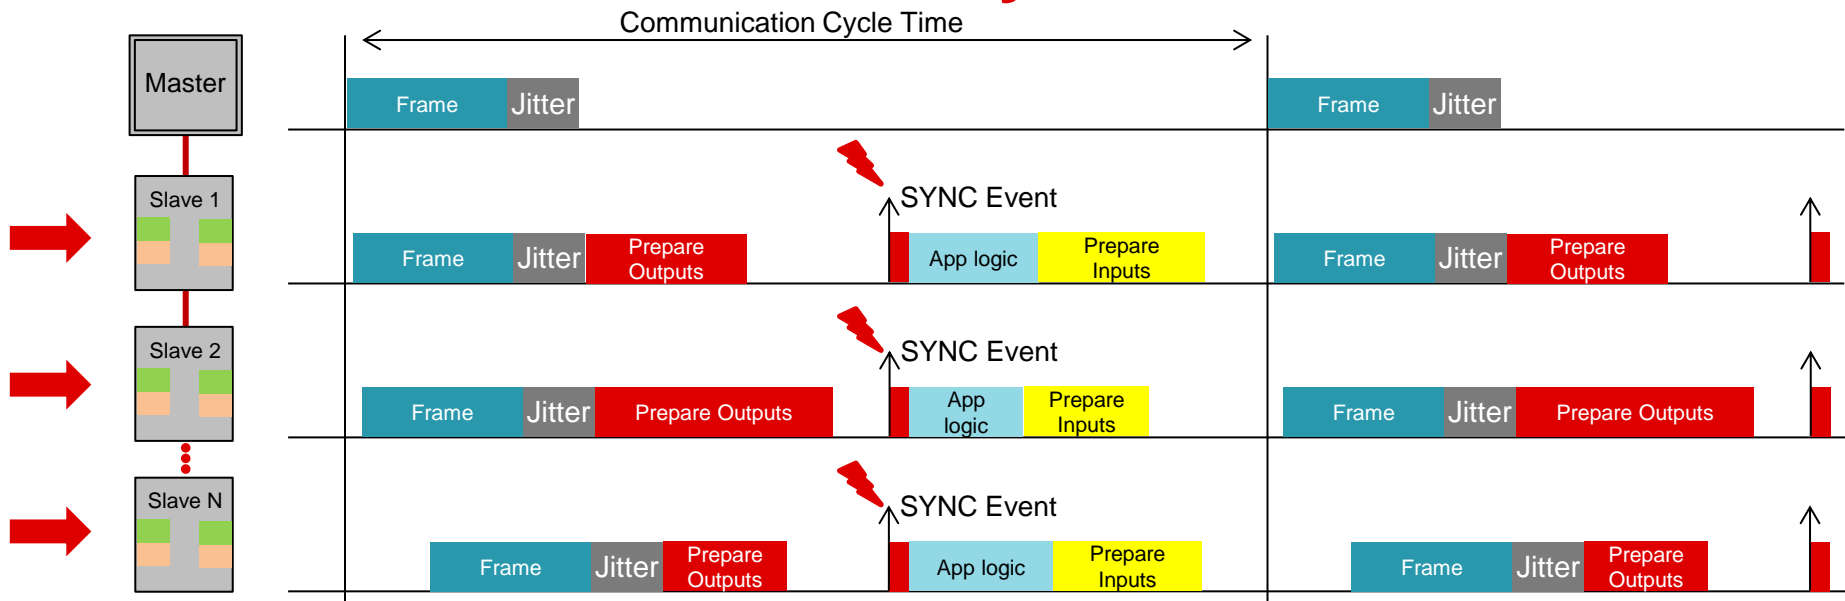 Communication Cycle Time
Master
Frame
Jitter
Frame
Jitter
Slave 1
SYNC Event
Frame
Jitter
Prepare
Outputs
App logic
Prepare
Inputs
Frame
Jitter
Prepare
Outputs
Slave 2
SYNC Event
Frame
Jitter
Prepare Outputs
App
logic
Prepare
Inputs
Frame
Jitter
Prepare Outputs
Slave N
SYNC Event
Frame
Jitter
Prepare
Outputs
App logic
Prepare
Inputs
Frame
Jitter
Prepare
Outputs